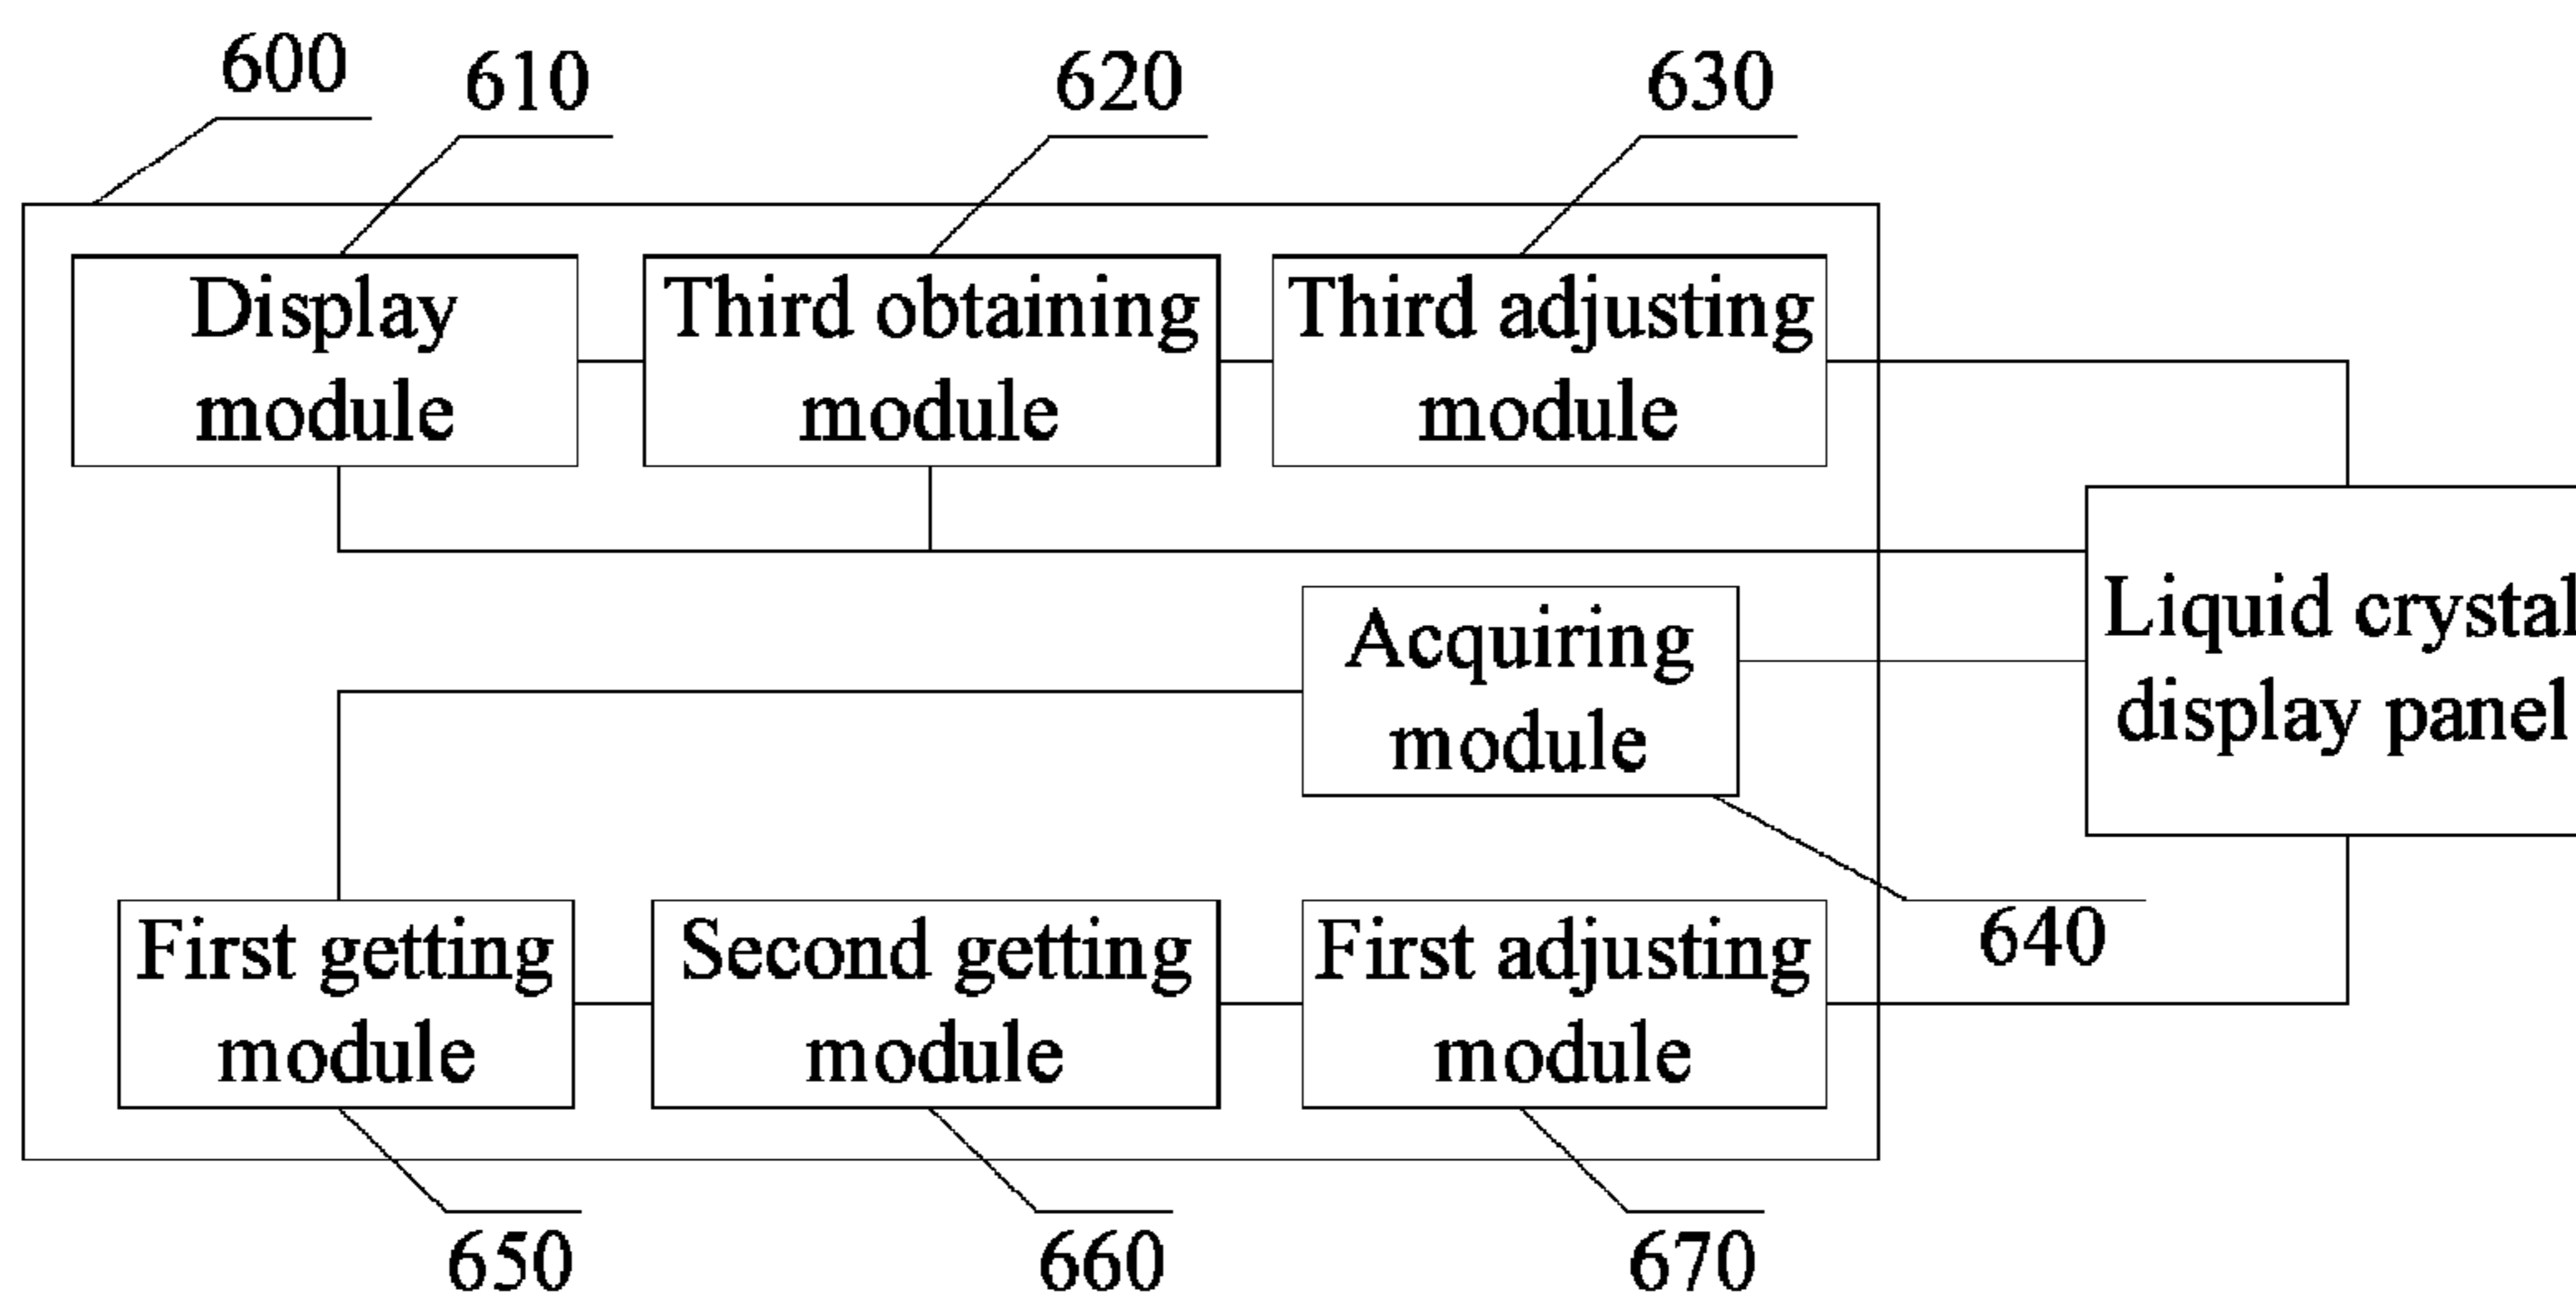 600
610
620
630
Display
module
Third obtaining
module
Third adjusting
module
Acquiring
module
Liquid crystal
display panel
640
First getting
module
Second getting
module
First adjusting
module
650
660
670